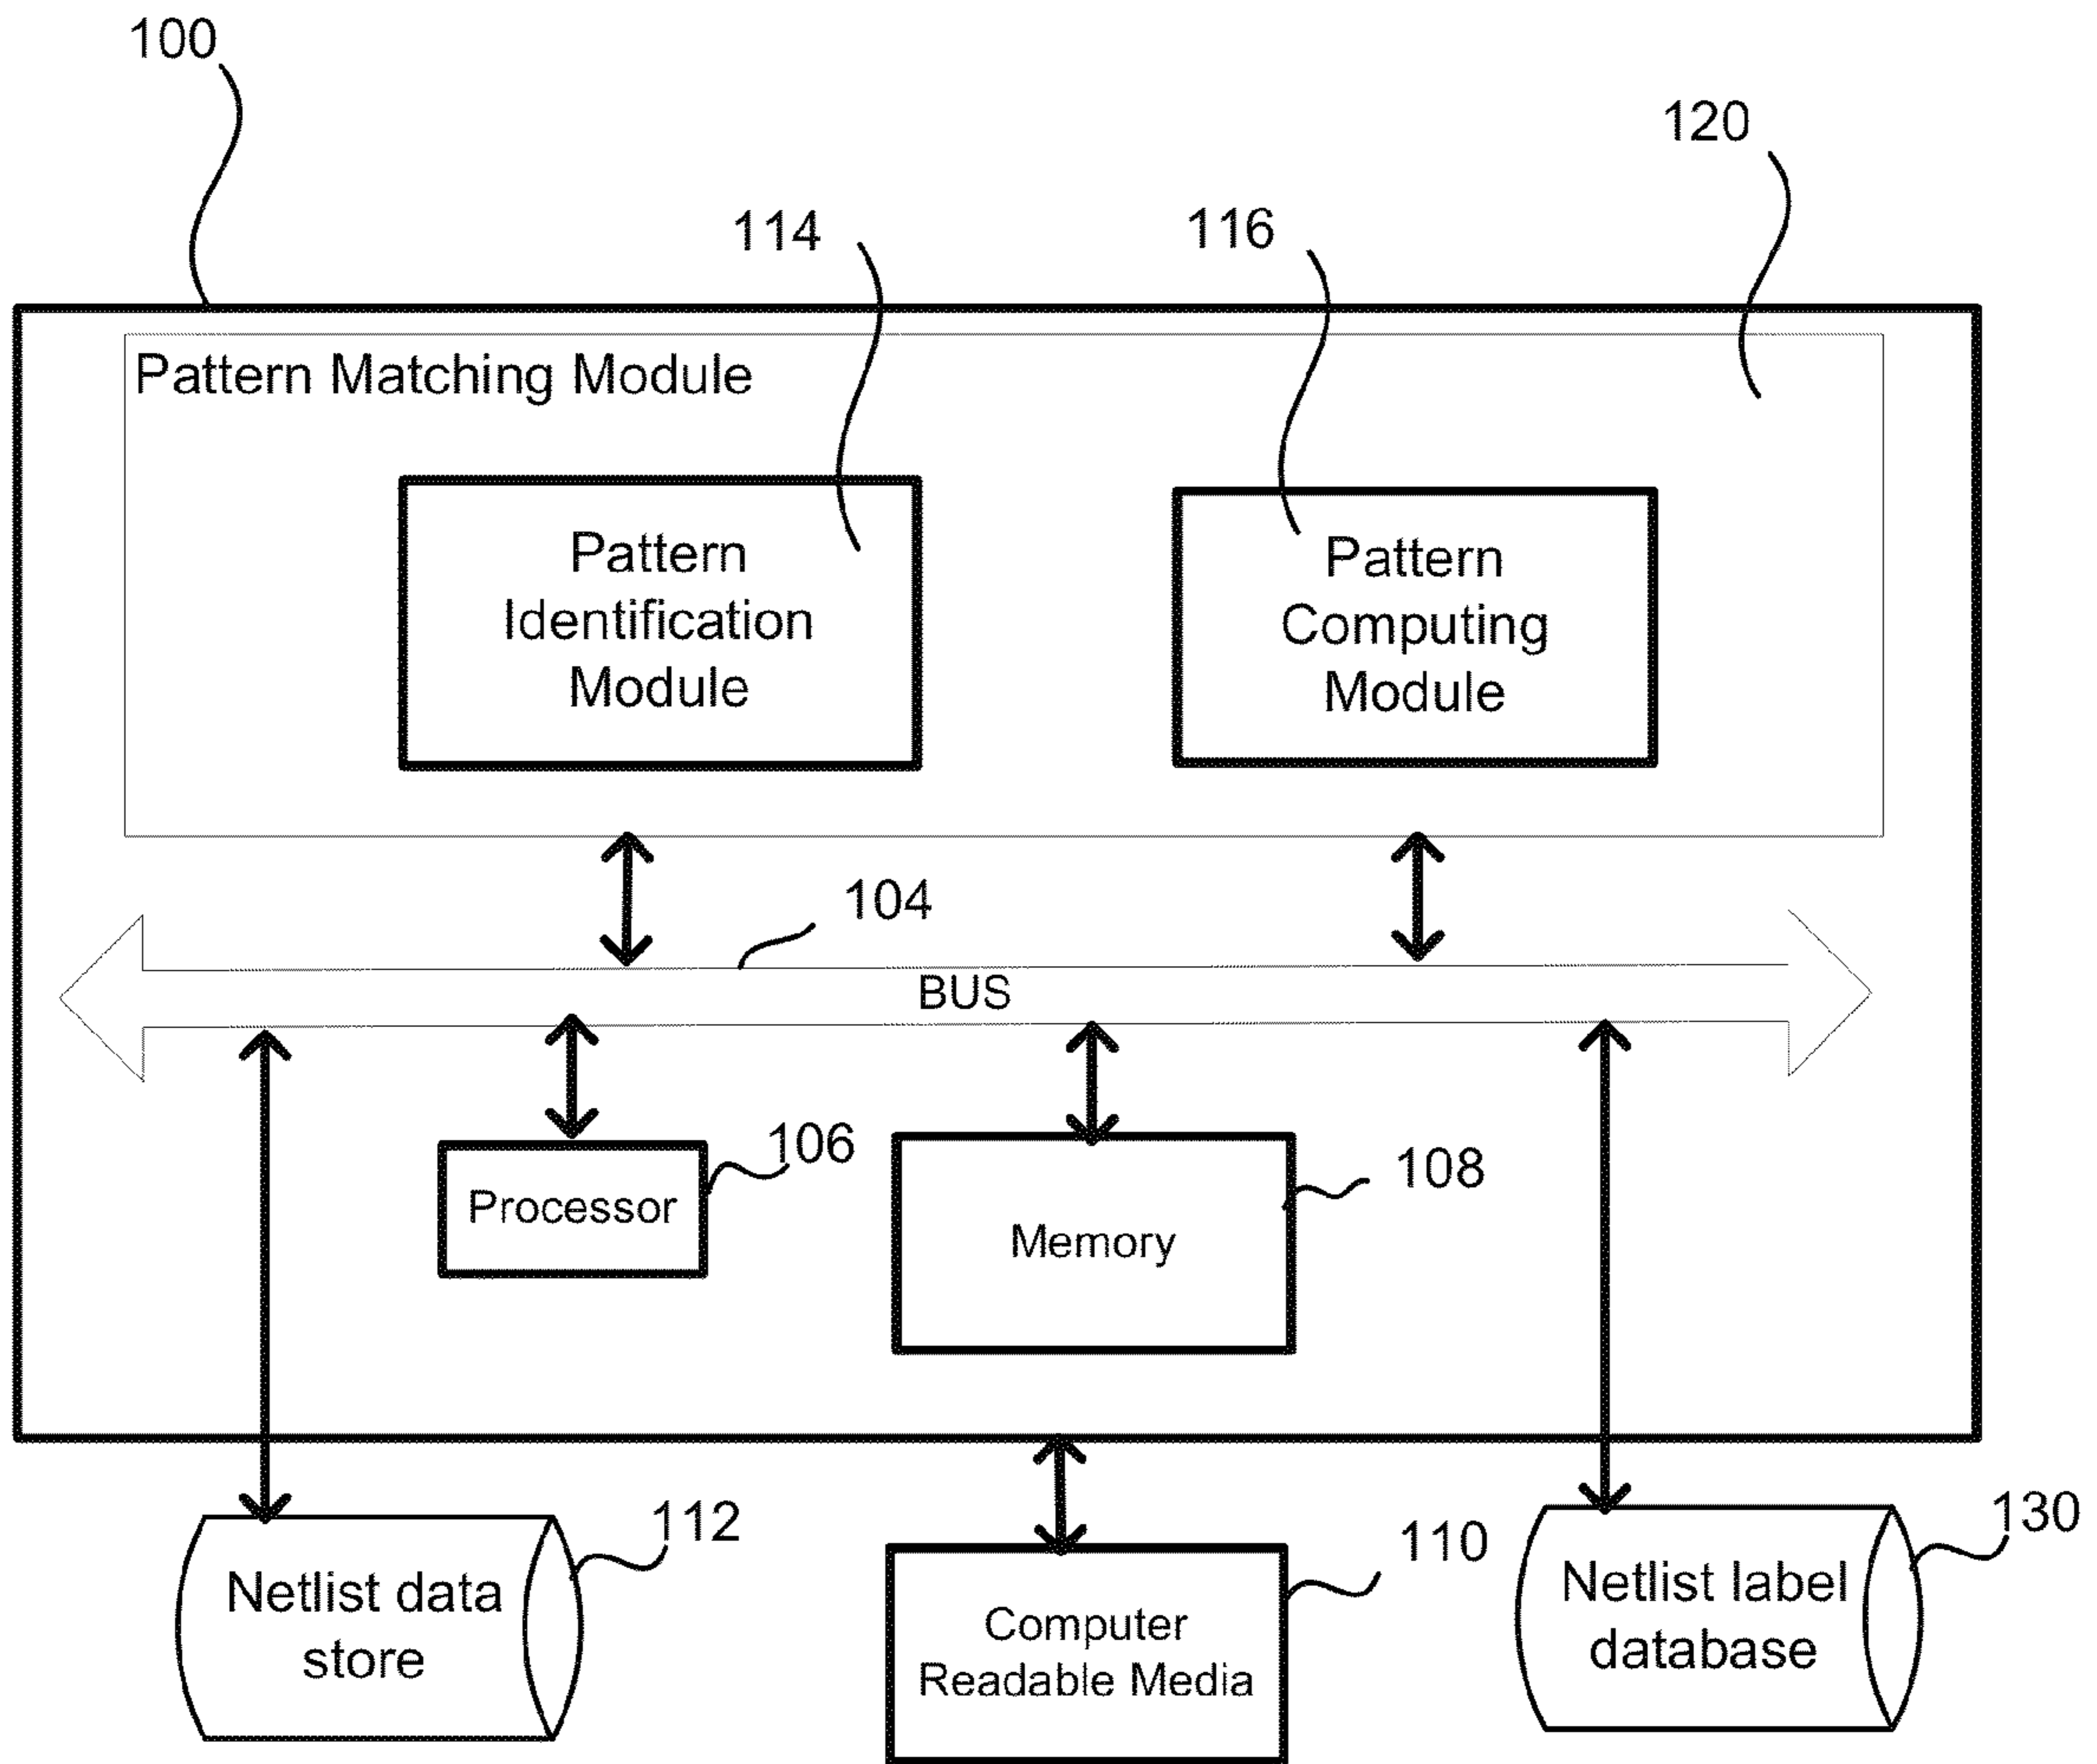 100
120
114
116
Pattern Matching Module
Pattern
Identification
Module
Pattern
Computing
Module
104
BUS
106
Processor
108
Memory
112
Netlist data
store
110
Computer
Readable Media
130
Netlist label
database